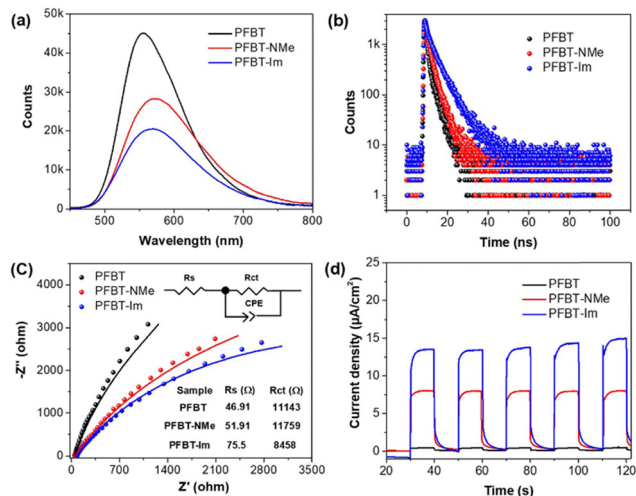 (a)
PFBT
PFBT-NMe
PFBT-Im
50k
40k
30k
20k
10k
0
Counts
500 600 700 800
Wavelength (nm)
(b)
PFBT
PFBT-NMe
PFBT-Im
1k
100
10
1
Counts
0 20 40 60 80 100
Time (ns)
(C)
PFBT
PFBT-NMe
PFBT-Im
Rs Rct
CPE
4000
3000
2000
1000
0
-Z'' (ohm)
Sample Rs (Ω) Rct (Ω)
PFBT 46.91 11143
PFBT-NMe 51.91 11759
PFBT-Im 75.5 8458
0 700 1400 2100 2800 3500
Z' (ohm)
(d)
PFBT
PFBT-NMe
PFBT-Im
25
20
15
10
5
0
Current density (μA/cm²)
20 40 60 80 100 120
Time (s)